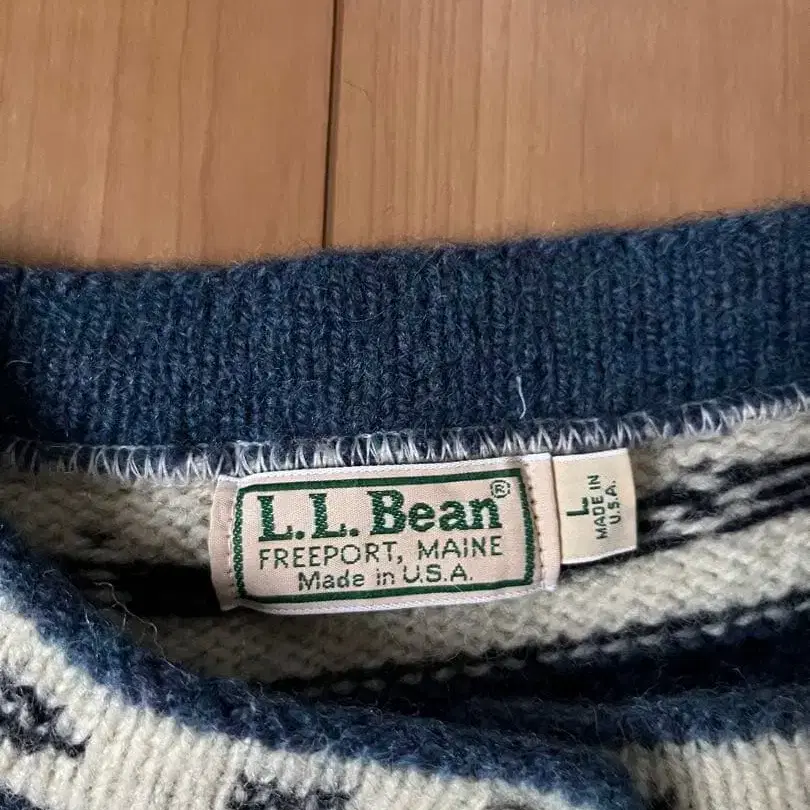 L.L.Bean®
FREEPORT, MAINE
Made in U.S.A.
L
MADE IN
U.S.A.